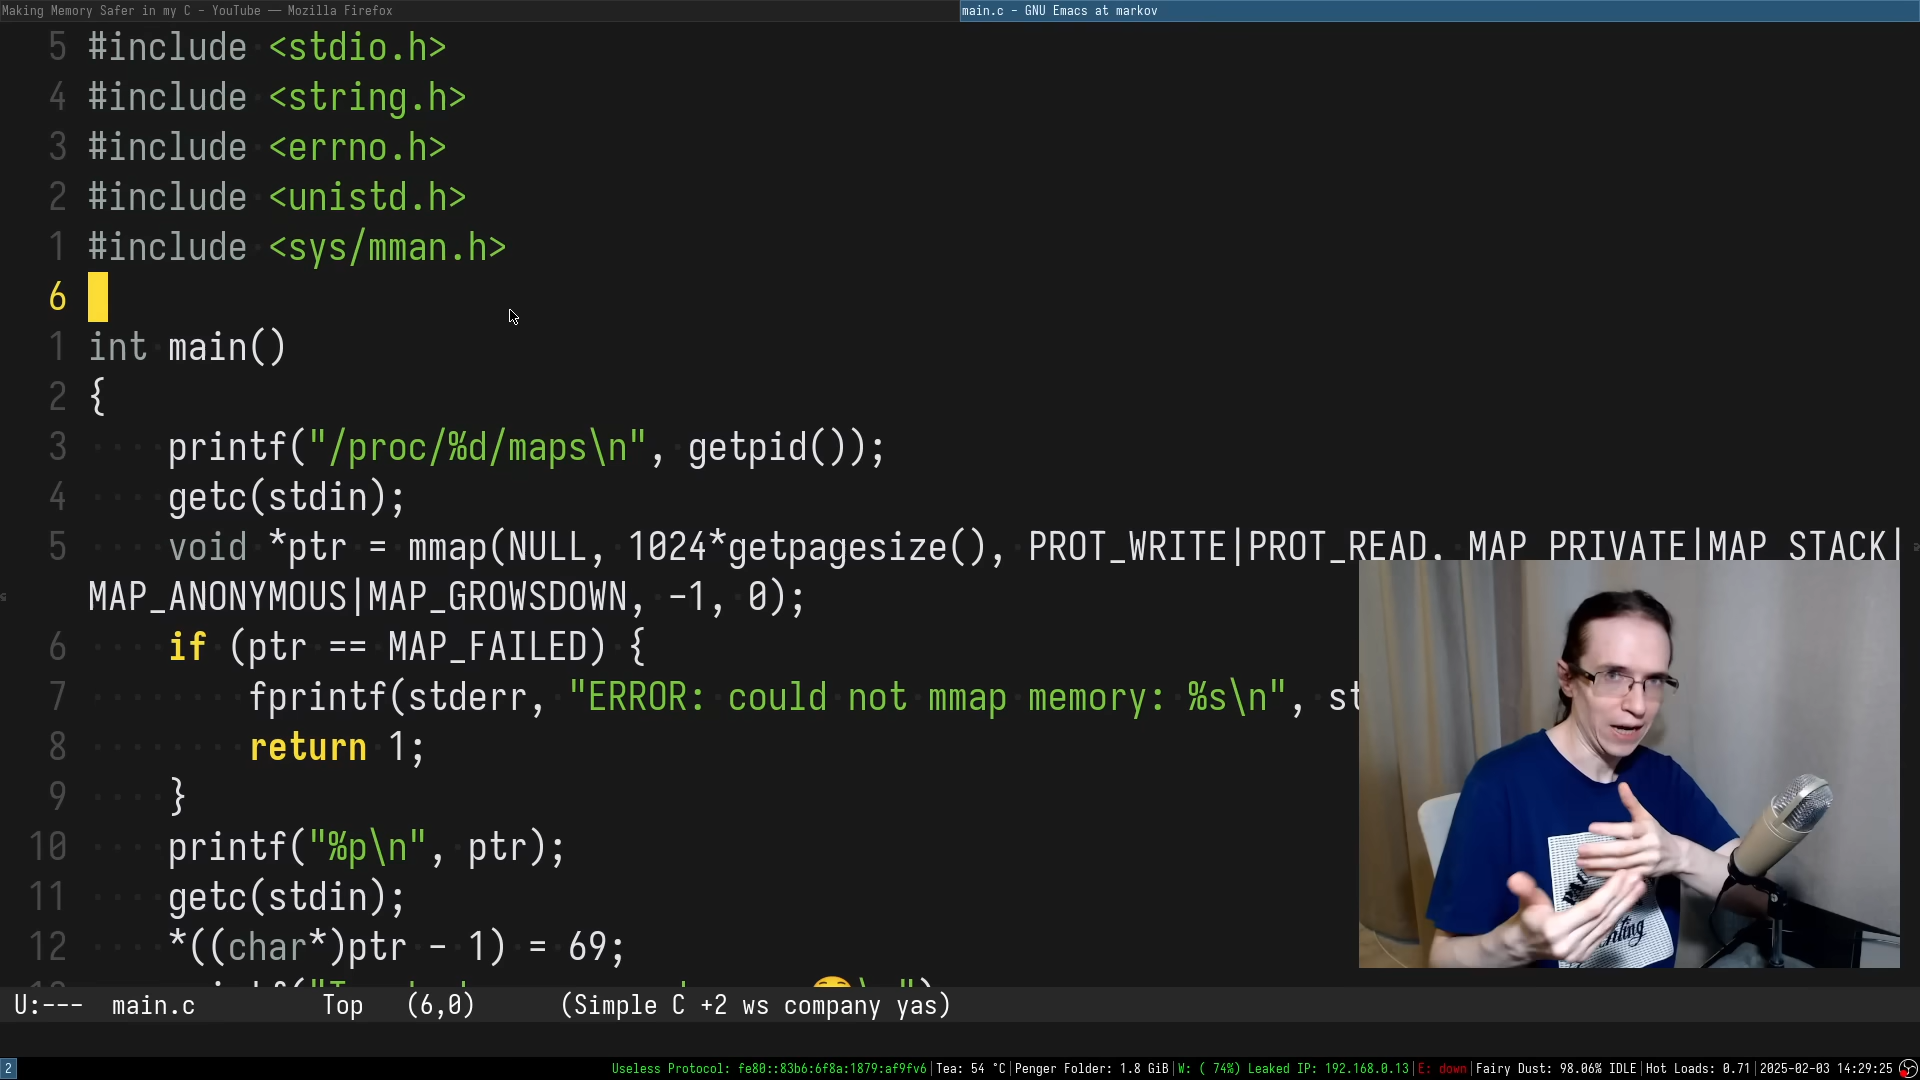 Making Memory Safer in my C - YouTube — Mozilla Firefox
main.c - GNU Emacs at markov
5 #include <stdio.h>
4 #include <string.h>
3 #include <errno.h>
2 #include <unistd.h>
1 #include <sys/mman.h>
6
1 int main()
2 {
3 printf("/proc/%d/maps\n", getpid());
4 getc(stdin);
5 void *ptr = mmap(NULL, 1024*getpagesize(), PROT_WRITE|PROT_READ, MAP_PRIVATE|MAP_STACK|
MAP_ANONYMOUS|MAP_GROWSDOWN, -1, 0);
6 if (ptr == MAP_FAILED) {
7 fprintf(stderr, "ERROR: could not mmap memory: %s\n", st
8 return 1;
9 }
10 printf("%p\n", ptr);
11 getc(stdin);
12 *((char*)ptr - 1) = 69;
U:--- main.c Top (6,0) (Simple C +2 ws company yas)
2 Useless Protocol: fe80::83b6:6f8a:1879:af9fv6|Tea: 54 °C|Penger Folder: 1.8 GiB|W: ( 74%) Leaked IP: 192.168.0.13|E: down|Fairy Dust: 98.06% IDLE|Hot Loads: 0.71|2025-02-03 14:29:25